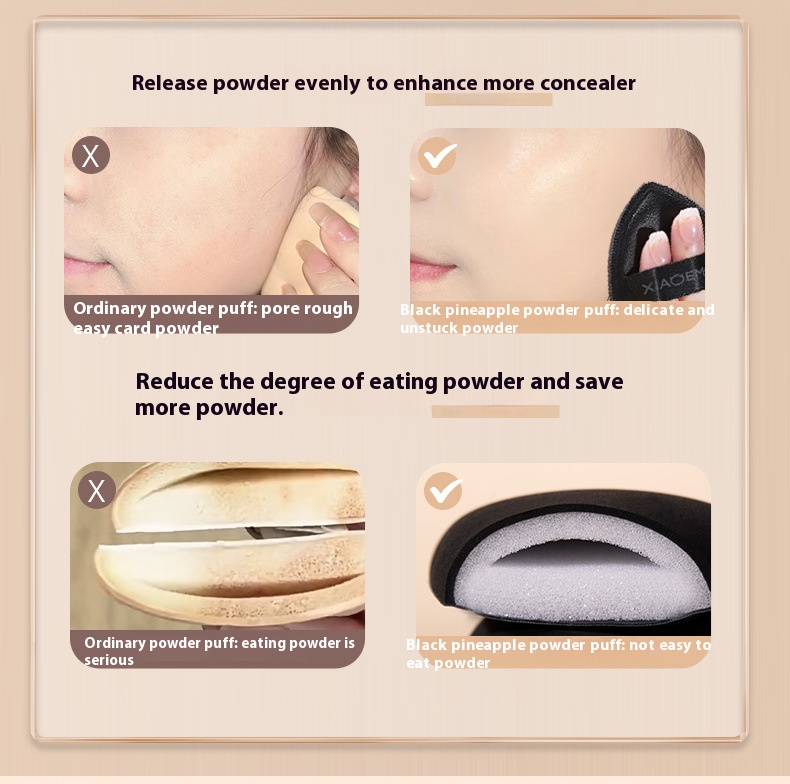 Release powder evenly to enhance more concealer
X
XIAOEM
Ordinary powder puff: pore rough
easy card powder
Black pineapple powder puff: delicate and
unstuck powder
Reduce the degree of eating powder and save
more powder.
X
Ordinary powder puff: eating powder is
serious
Black pineapple powder puff: not easy to
eat powder